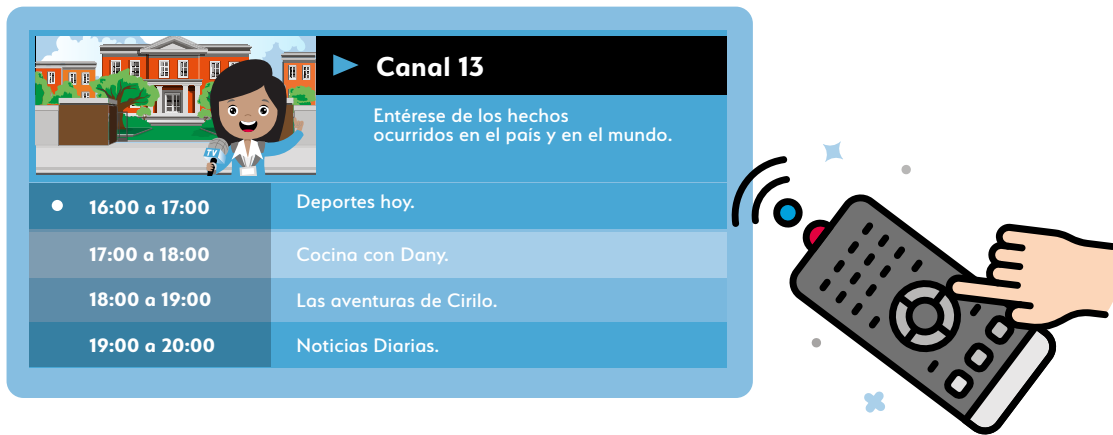 Canal 13
Entérese de los hechos
ocurridos en el país y en el mundo.
TV
16:00 a 17:00 Deportes hoy.
17:00 a 18:00 Cocina con Dany.
18:00 a 19:00 Las aventuras de Cirilo.
19:00 a 20:00 Noticias Diarias.